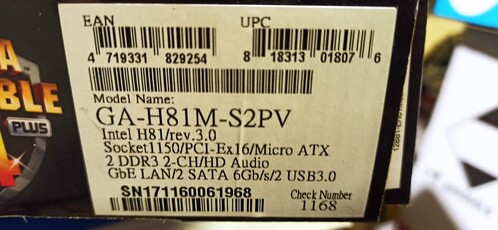 EAN
UPC
4 719331 829254
8 18313 01806 6
Model Name:
GA-H81M-S2PV
Intel H81/rev.3.0
Socket1150/PCI-Ex16/Micro ATX
2 DDR3 2-CH/HD Audio
GbE LAN/2 SATA 6Gb/s/2 USB3.0
SN171160061968
Check Number
1168
PLUS